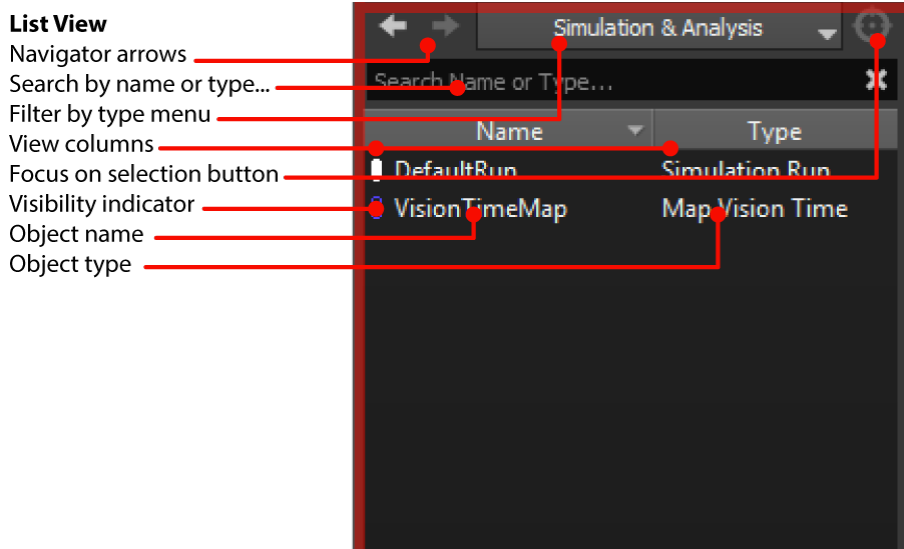 List View
Navigator arrows
Search by name or type...
Filter by type menu
View columns
Focus on selection button
Visibility indicator
Object name
Object type
Simulation & Analysis
Search Name or Type...
Name Type
DefaultRun Simulation Run
VisionTimeMap Map Vision Time